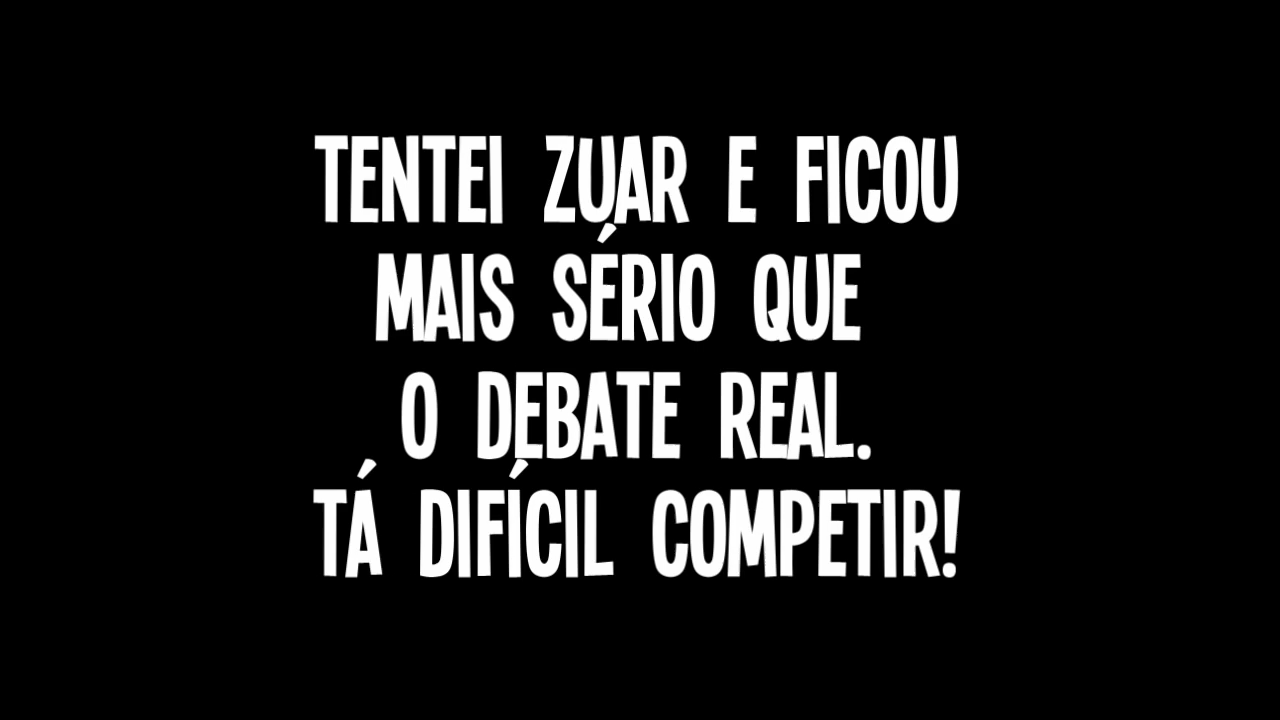 TENTEI ZUAR E FICOU
MAIS SÉRIO QUE
O DEBATE REAL.
TÁ DIFÍCIL COMPETIR!